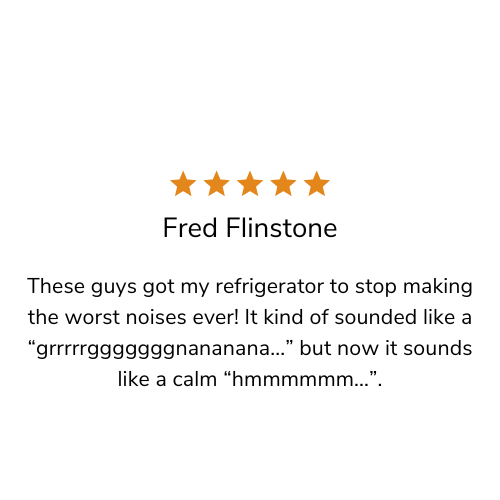 Fred Flinstone
These guys got my refrigerator to stop making
the worst noises ever! It kind of sounded like a
“grrrrrgggggggnananana...” but now it sounds
like a calm “hmmmmmm...”.